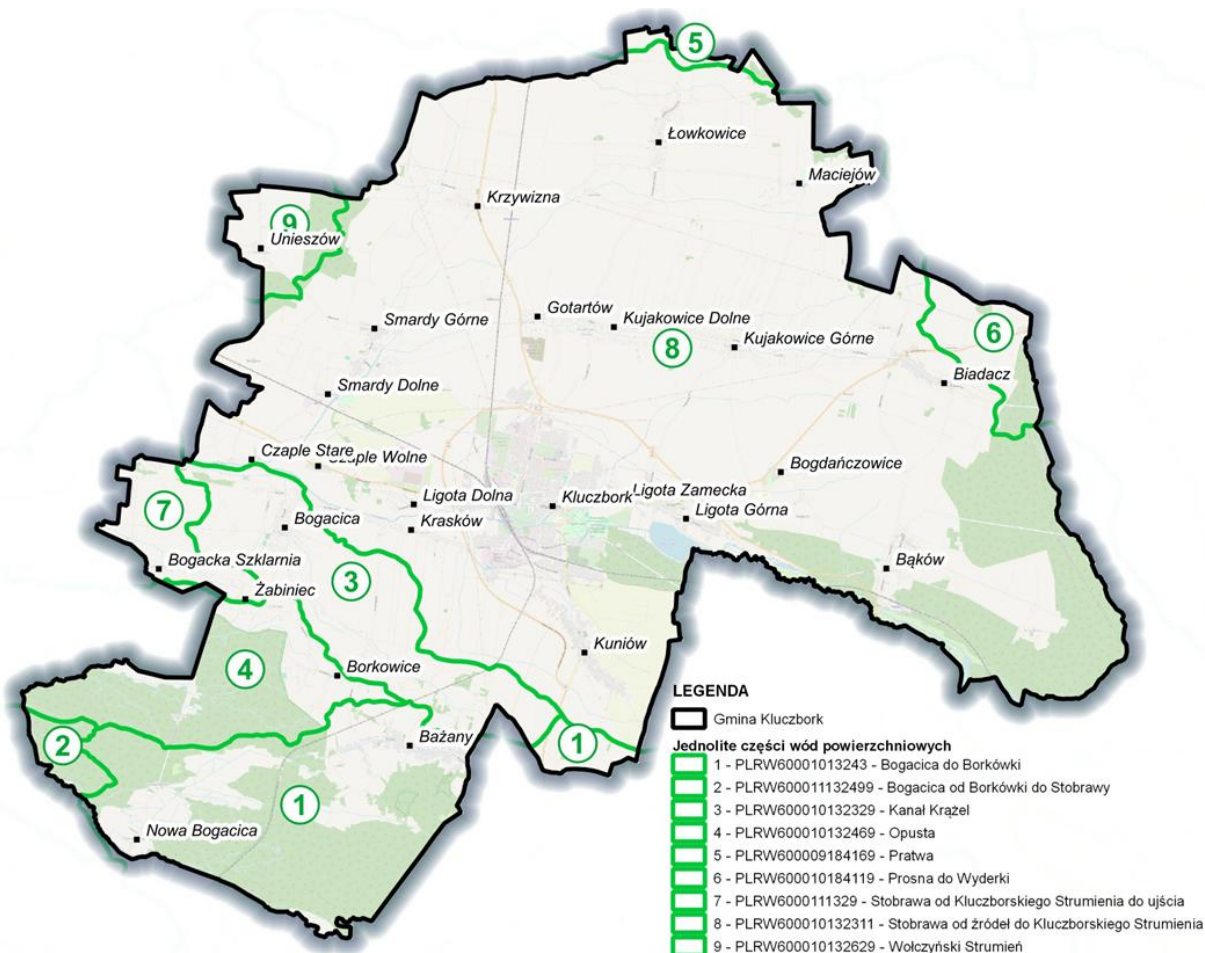 5
Łowkowice
Maciejów
Krzywizna
9
Unieszów
Gotartów
Smardy Górne
Kujakowice Dolne
6
8
Kujakowice Górne
Biadacz
Smardy Dolne
Czaple Stare
Czaple Wolne
Bogdańczowice
Ligota Dolna
Kluczbork
Ligota Zamecka
7
Ligota Górna
Bogacica
Krasków
Bogacka Szklarnia
3
Bąków
Żabiniec
Kuniów
4
Borkowice
2
Bażany
1
1
Nowa Bogacica
LEGENDA
Gmina Kluczbork
Jednolite części wód powierzchniowych
1 - PLRW60001013243 - Bogacica do Borkówki
2 - PLRW600011132499 - Bogacica od Borkówki do Stobrawy
3 - PLRW600010132329 - Kanał Krążel
4 - PLRW600010132469 - Opusta
5 - PLRW600009184169 - Pratwa
6 - PLRW600010184119 - Prosna do Wyderki
7 - PLRW6000111329 - Stobrawa od Kluczborskiego Strumienia do ujścia
8 - PLRW600010132311 - Stobrawa od źródeł do Kluczborskiego Strumienia
9 - PLRW600010132629 - Wołczyński Strumień